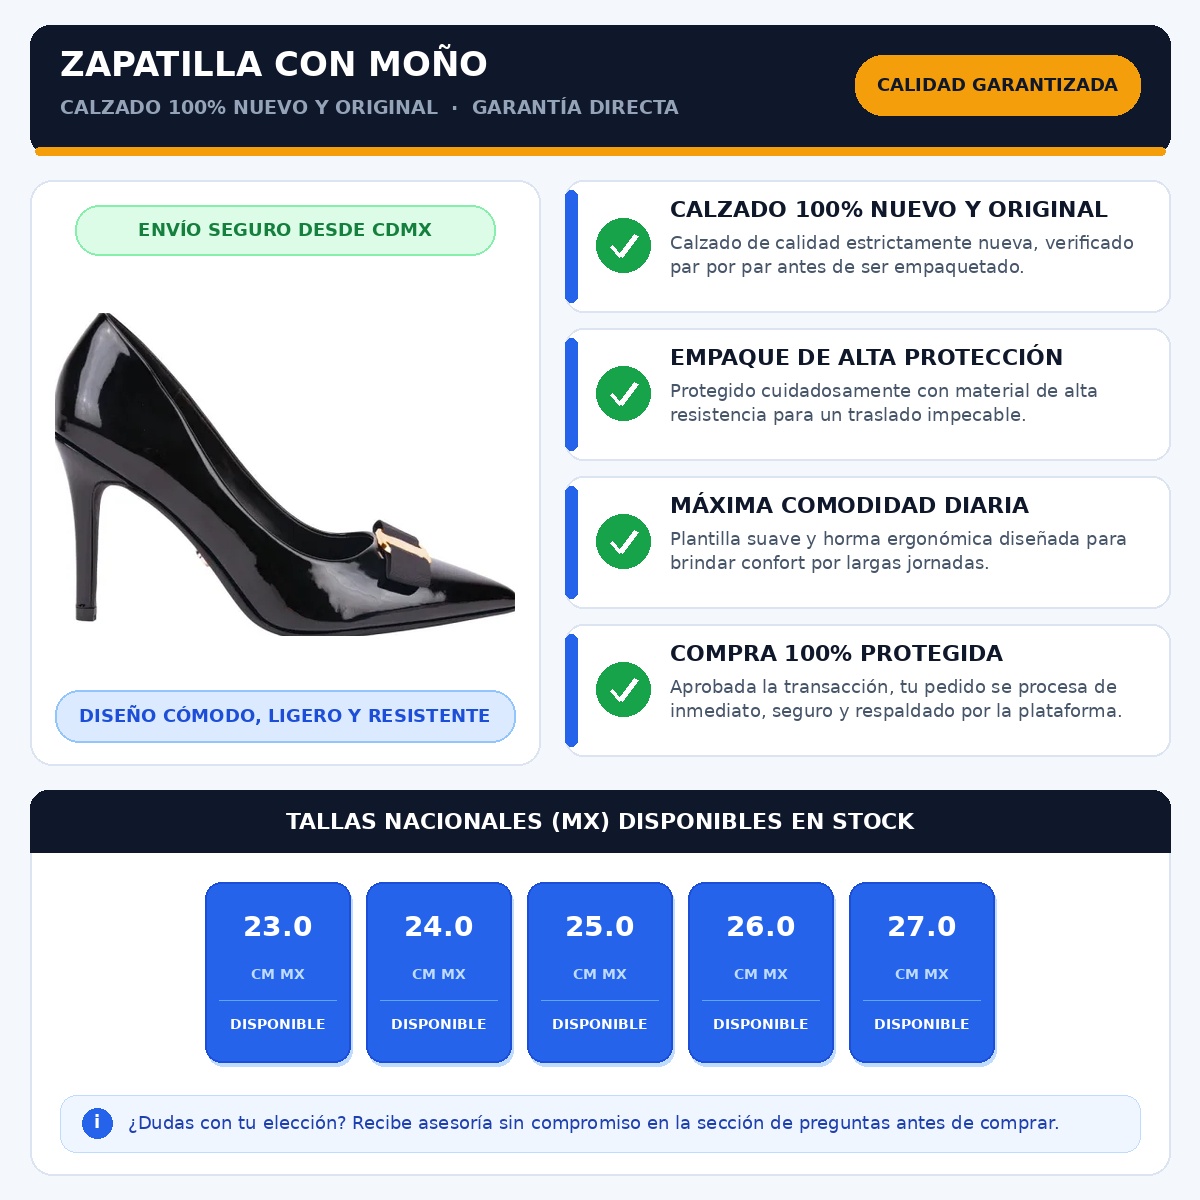 ZAPATILLA CON MOÑO
CALZADO 100% NUEVO Y ORIGINAL · GARANTÍA DIRECTA
CALIDAD GARANTIZADA
ENVÍO SEGURO DESDE CDMX
DISEÑO CÓMODO, LIGERO Y RESISTENTE
CALZADO 100% NUEVO Y ORIGINAL
Calzado de calidad estrictamente nueva, verificado
par por par antes de ser empaquetado.
EMPAQUE DE ALTA PROTECCIÓN
Protegido cuidadosamente con material de alta
resistencia para un traslado impecable.
MÁXIMA COMODIDAD DIARIA
Plantilla suave y horma ergonómica diseñada para
brindar confort por largas jornadas.
COMPRA 100% PROTEGIDA
Aprobada la transacción, tu pedido se procesa de
inmediato, seguro y respaldado por la plataforma.
TALLAS NACIONALES (MX) DISPONIBLES EN STOCK
23.0 24.0 25.0 26.0 27.0
CM MX CM MX CM MX CM MX CM MX
DISPONIBLE DISPONIBLE DISPONIBLE DISPONIBLE DISPONIBLE
i ¿Dudas con tu elección? Recibe asesoría sin compromiso en la sección de preguntas antes de comprar.